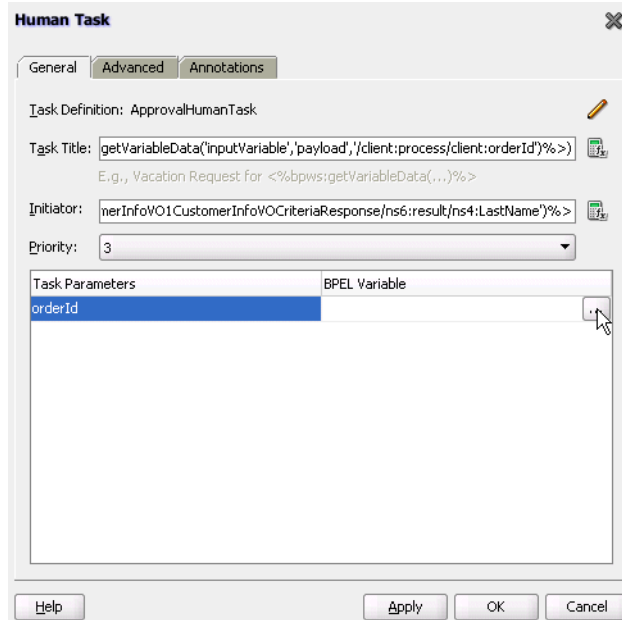 Human Task
General Advanced Annotations
Task Definition: ApprovalHumanTask
Task Title: getVariableData('inputVariable','payload','/client:process/client:orderId')%>)
E.g., Vacation Request for <%bpws:getVariableData(...)%>
Initiator: nerInfoVO1CustomerInfoVOCriteriaResponse/ns6:result/ns4:LastName')%>
Priority: 3
Task Parameters BPEL Variable
orderId ...
Help Apply OK Cancel